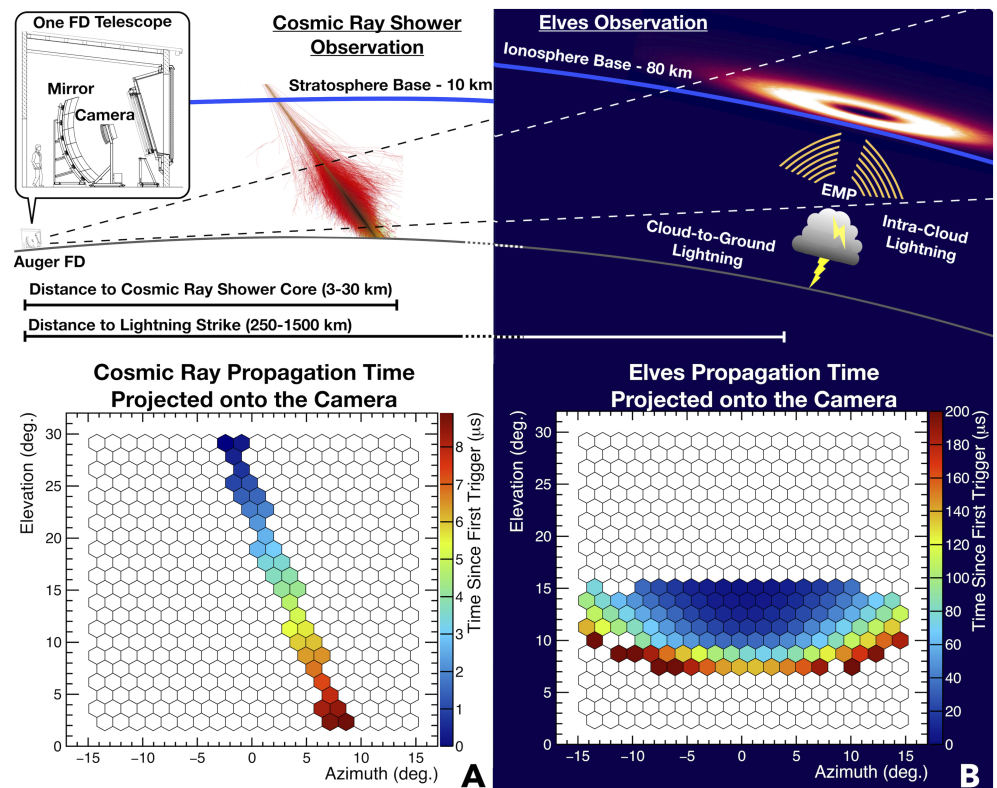 One FD Telescope
Mirror
Camera
Auger FD
Cosmic Ray Shower
Observation
Stratosphere Base - 10 km
Distance to Cosmic Ray Shower Core (3-30 km)
Distance to Lightning Strike (250-1500 km)
Elves Observation
Ionosphere Base - 80 km
EMP
Cloud-to-Ground
Lightning
Intra-Cloud
Lightning
Cosmic Ray Propagation Time
Projected onto the Camera
Elevation (deg.)
30
25
20
15
10
5
0
−15
−10
−5
0
5
10
15
Azimuth (deg.)
8
7
6
5
4
3
2
1
0
Time Since First Trigger (μs)
A
Elves Propagation Time
Projected onto the Camera
Elevation (deg.)
30
25
20
15
10
5
0
−15
−10
−5
0
5
10
15
Azimuth (deg.)
200
180
160
140
120
100
80
60
40
20
0
Time Since First Trigger (μs)
B